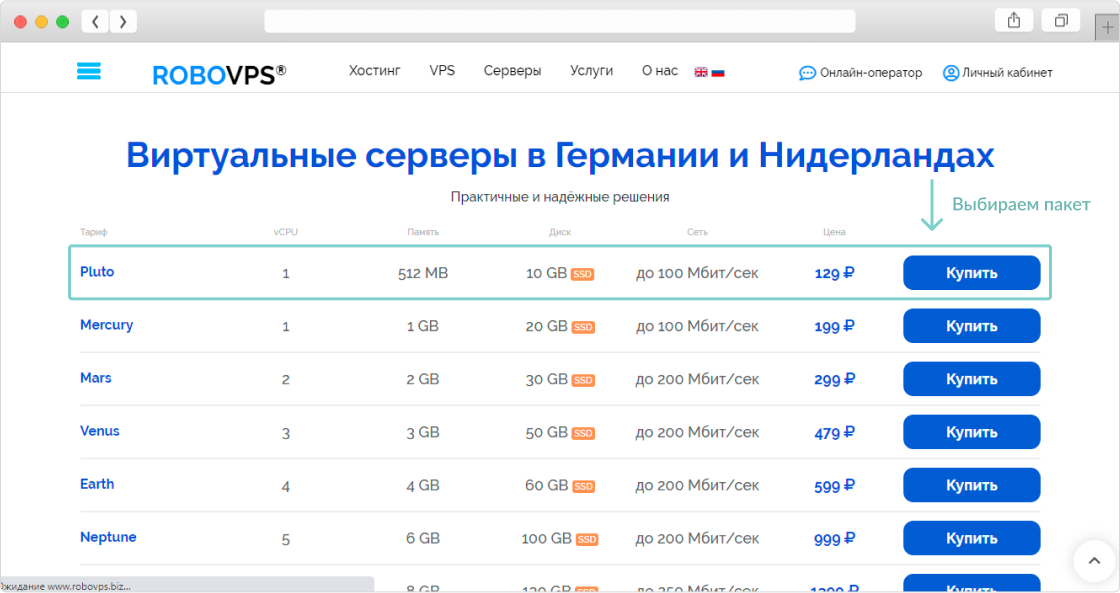 ROBOVPS®
Хостинг VPS Серверы Услуги О нас
Онлайн-оператор Личный кабинет
Виртуальные серверы в Германии и Нидерландах
Практичные и надёжные решения
Выбираем пакет
Тариф vCPU Память Диск Сеть Цена
Pluto 1 512 MB 10 GB SSD до 100 Мбит/сек 129 ₽ Купить
Mercury 1 1 GB 20 GB SSD до 100 Мбит/сек 199 ₽ Купить
Mars 2 2 GB 30 GB SSD до 200 Мбит/сек 299 ₽ Купить
Venus 3 3 GB 50 GB SSD до 200 Мбит/сек 479 ₽ Купить
Earth 4 4 GB 60 GB SSD до 200 Мбит/сек 599 ₽ Купить
Neptune 5 6 GB 100 GB SSD до 200 Мбит/сек 999 ₽ Купить
8 GB 120 GB SSD до 250 Мбит/сек Купить
Ожидание www.robovps.biz...